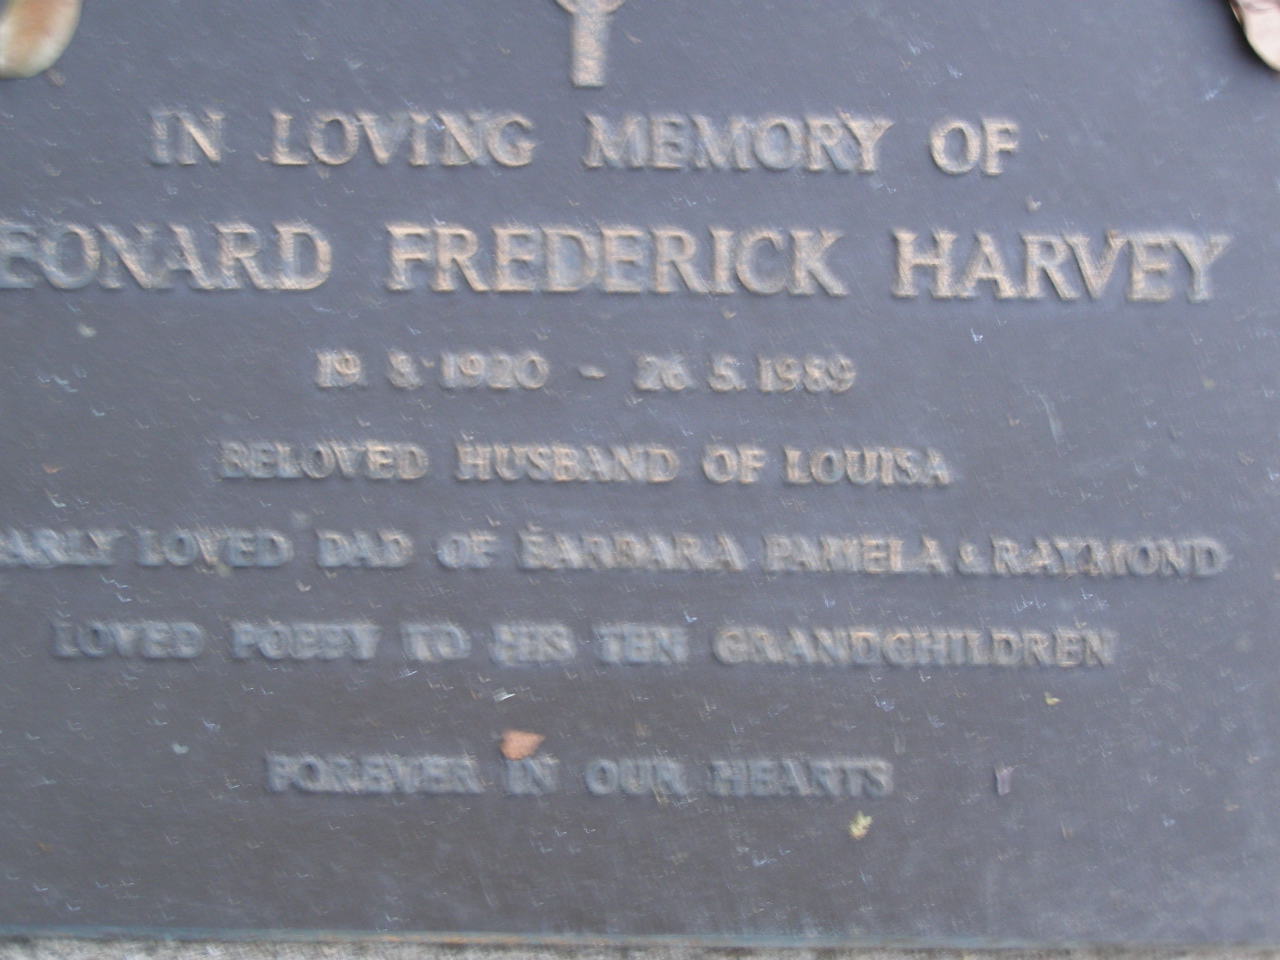 IN LOVING MEMORY OF
EONARD FREDERICK HARVEY
19. 8. 1920 - 26. 5. 1989
BELOVED HUSBAND OF LOUISA
ARLY LOVED DAD OF BARBARA PAMELA & RAYMOND
LOVED POPPY TO HIS TEN GRANDCHILDREN
FOREVER IN OUR HEARTS